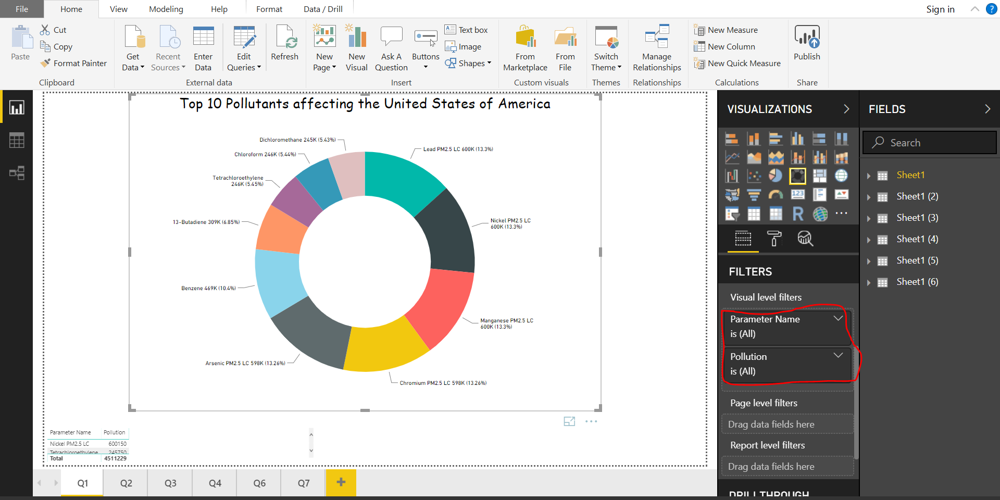 File Home View Modeling Help Format Data / Drill Sign in ?
Paste
Cut
Copy
Format Painter
Clipboard
Get
Data
Recent
Sources
Enter
Data
Edit
Queries
Refresh
External data
New
Page
New
Visual
Ask A
Question
Buttons
Text box
Image
Shapes
Insert
From
Marketplace
From
File
Custom visuals
Switch
Theme
Themes
Manage
Relationships
Relationships
New Measure
New Column
New Quick Measure
Calculations
Publish
Share
Top 10 Pollutants affecting the United States of America
Dichloromethane 245K (5.43%)
Lead PM2.5 LC 600K (13.3%)
Chloroform 246K (5.44%)
Tetrachloroethylene
246K (5.45%)
13-Butadiene 309K (6.85%)
Nickel PM2.5 LC
600K (13.3%)
Benzene 469K (10.4%)
Manganese PM2.5 LC
600K (13.3%)
Arsenic PM2.5 LC 598K (13.26%)
Chromium PM2.5 LC 598K (13.26%)
Parameter Name Pollution
Nickel PM2.5 LC 600150
Tetrachloroethylene 245750
Total 4511229
Q1 Q2 Q3 Q4 Q6 Q7 +
VISUALIZATIONS
123
R
FILTERS
Visual level filters
Parameter Name
is (All)
Pollution
is (All)
Page level filters
Drag data fields here
Report level filters
Drag data fields here
DRILLTHROUGH
FIELDS
Search
Sheet1
Sheet1 (2)
Sheet1 (3)
Sheet1 (4)
Sheet1 (5)
Sheet1 (6)